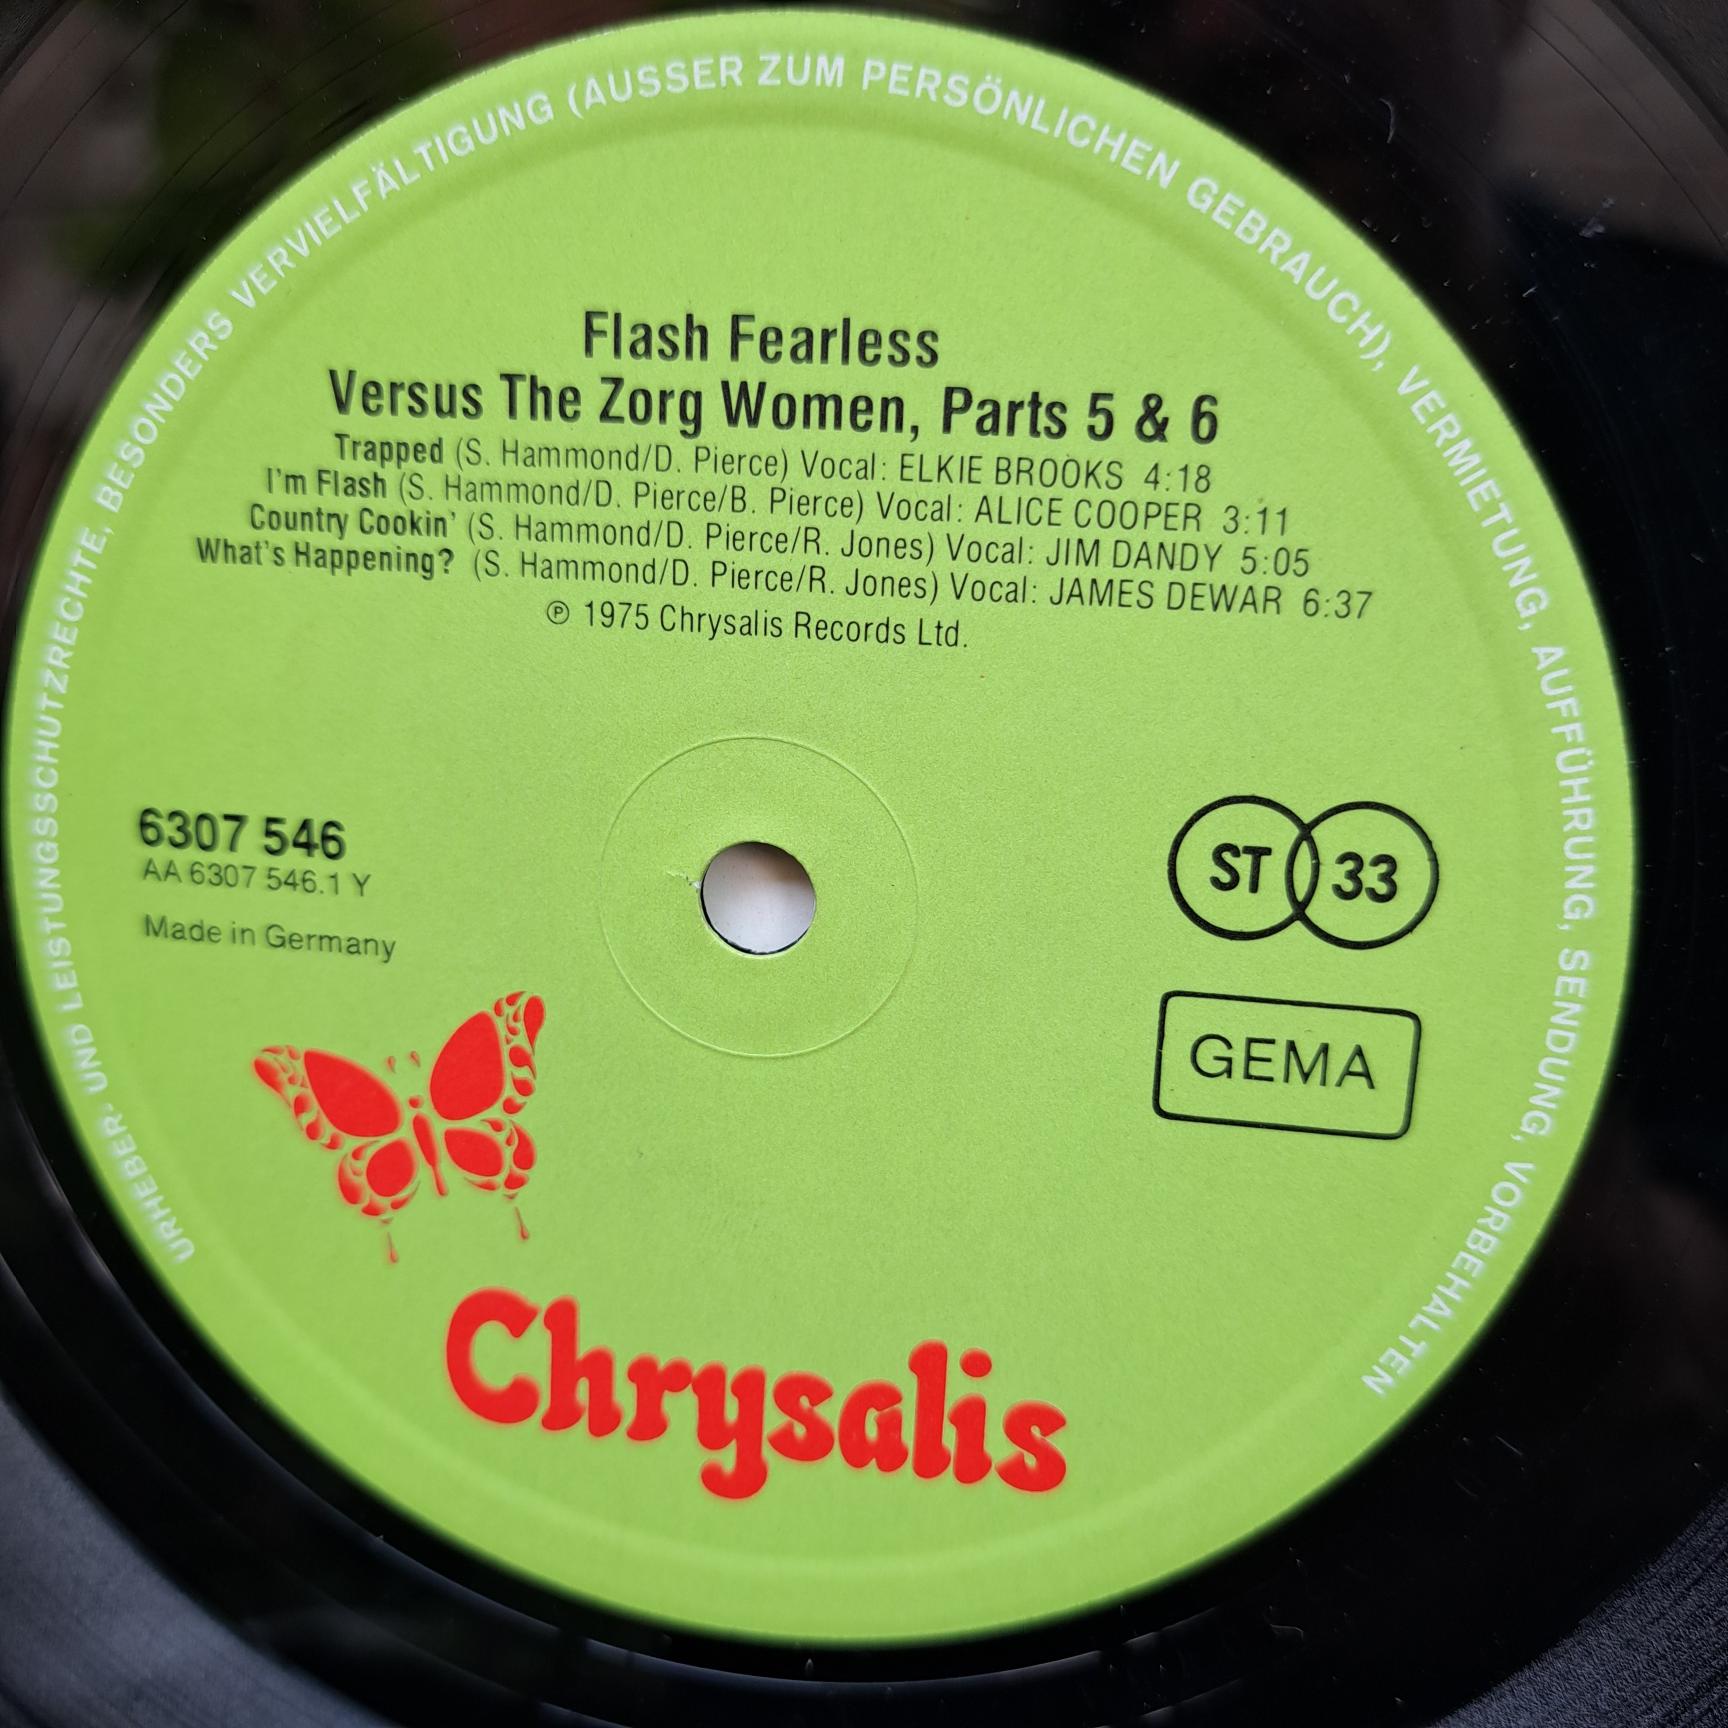 URHEBER- UND LEISTUNGSSCHUTZRECHTE, BESONDERS VERVIELFÄLTIGUNG (AUSSER ZUM PERSÖNLICHEN GEBRAUCH), VERMIETUNG, AUFFÜHRUNG, SENDUNG, VORBEHALTEN
Flash Fearless
Versus The Zorg Women, Parts 5 & 6
Trapped (S. Hammond/D. Pierce) Vocal: ELKIE BROOKS 4:18
I'm Flash (S. Hammond/D. Pierce/B. Pierce) Vocal: ALICE COOPER 3:11
Country Cookin' (S. Hammond/D. Pierce/R. Jones) Vocal: JIM DANDY 5:05
What's Happening? (S. Hammond/D. Pierce/R. Jones) Vocal: JAMES DEWAR 6:37
℗ 1975 Chrysalis Records Ltd.
6307 546
AA 6307 546.1 Y
Made in Germany
ST 33
GEMA
Chrysalis